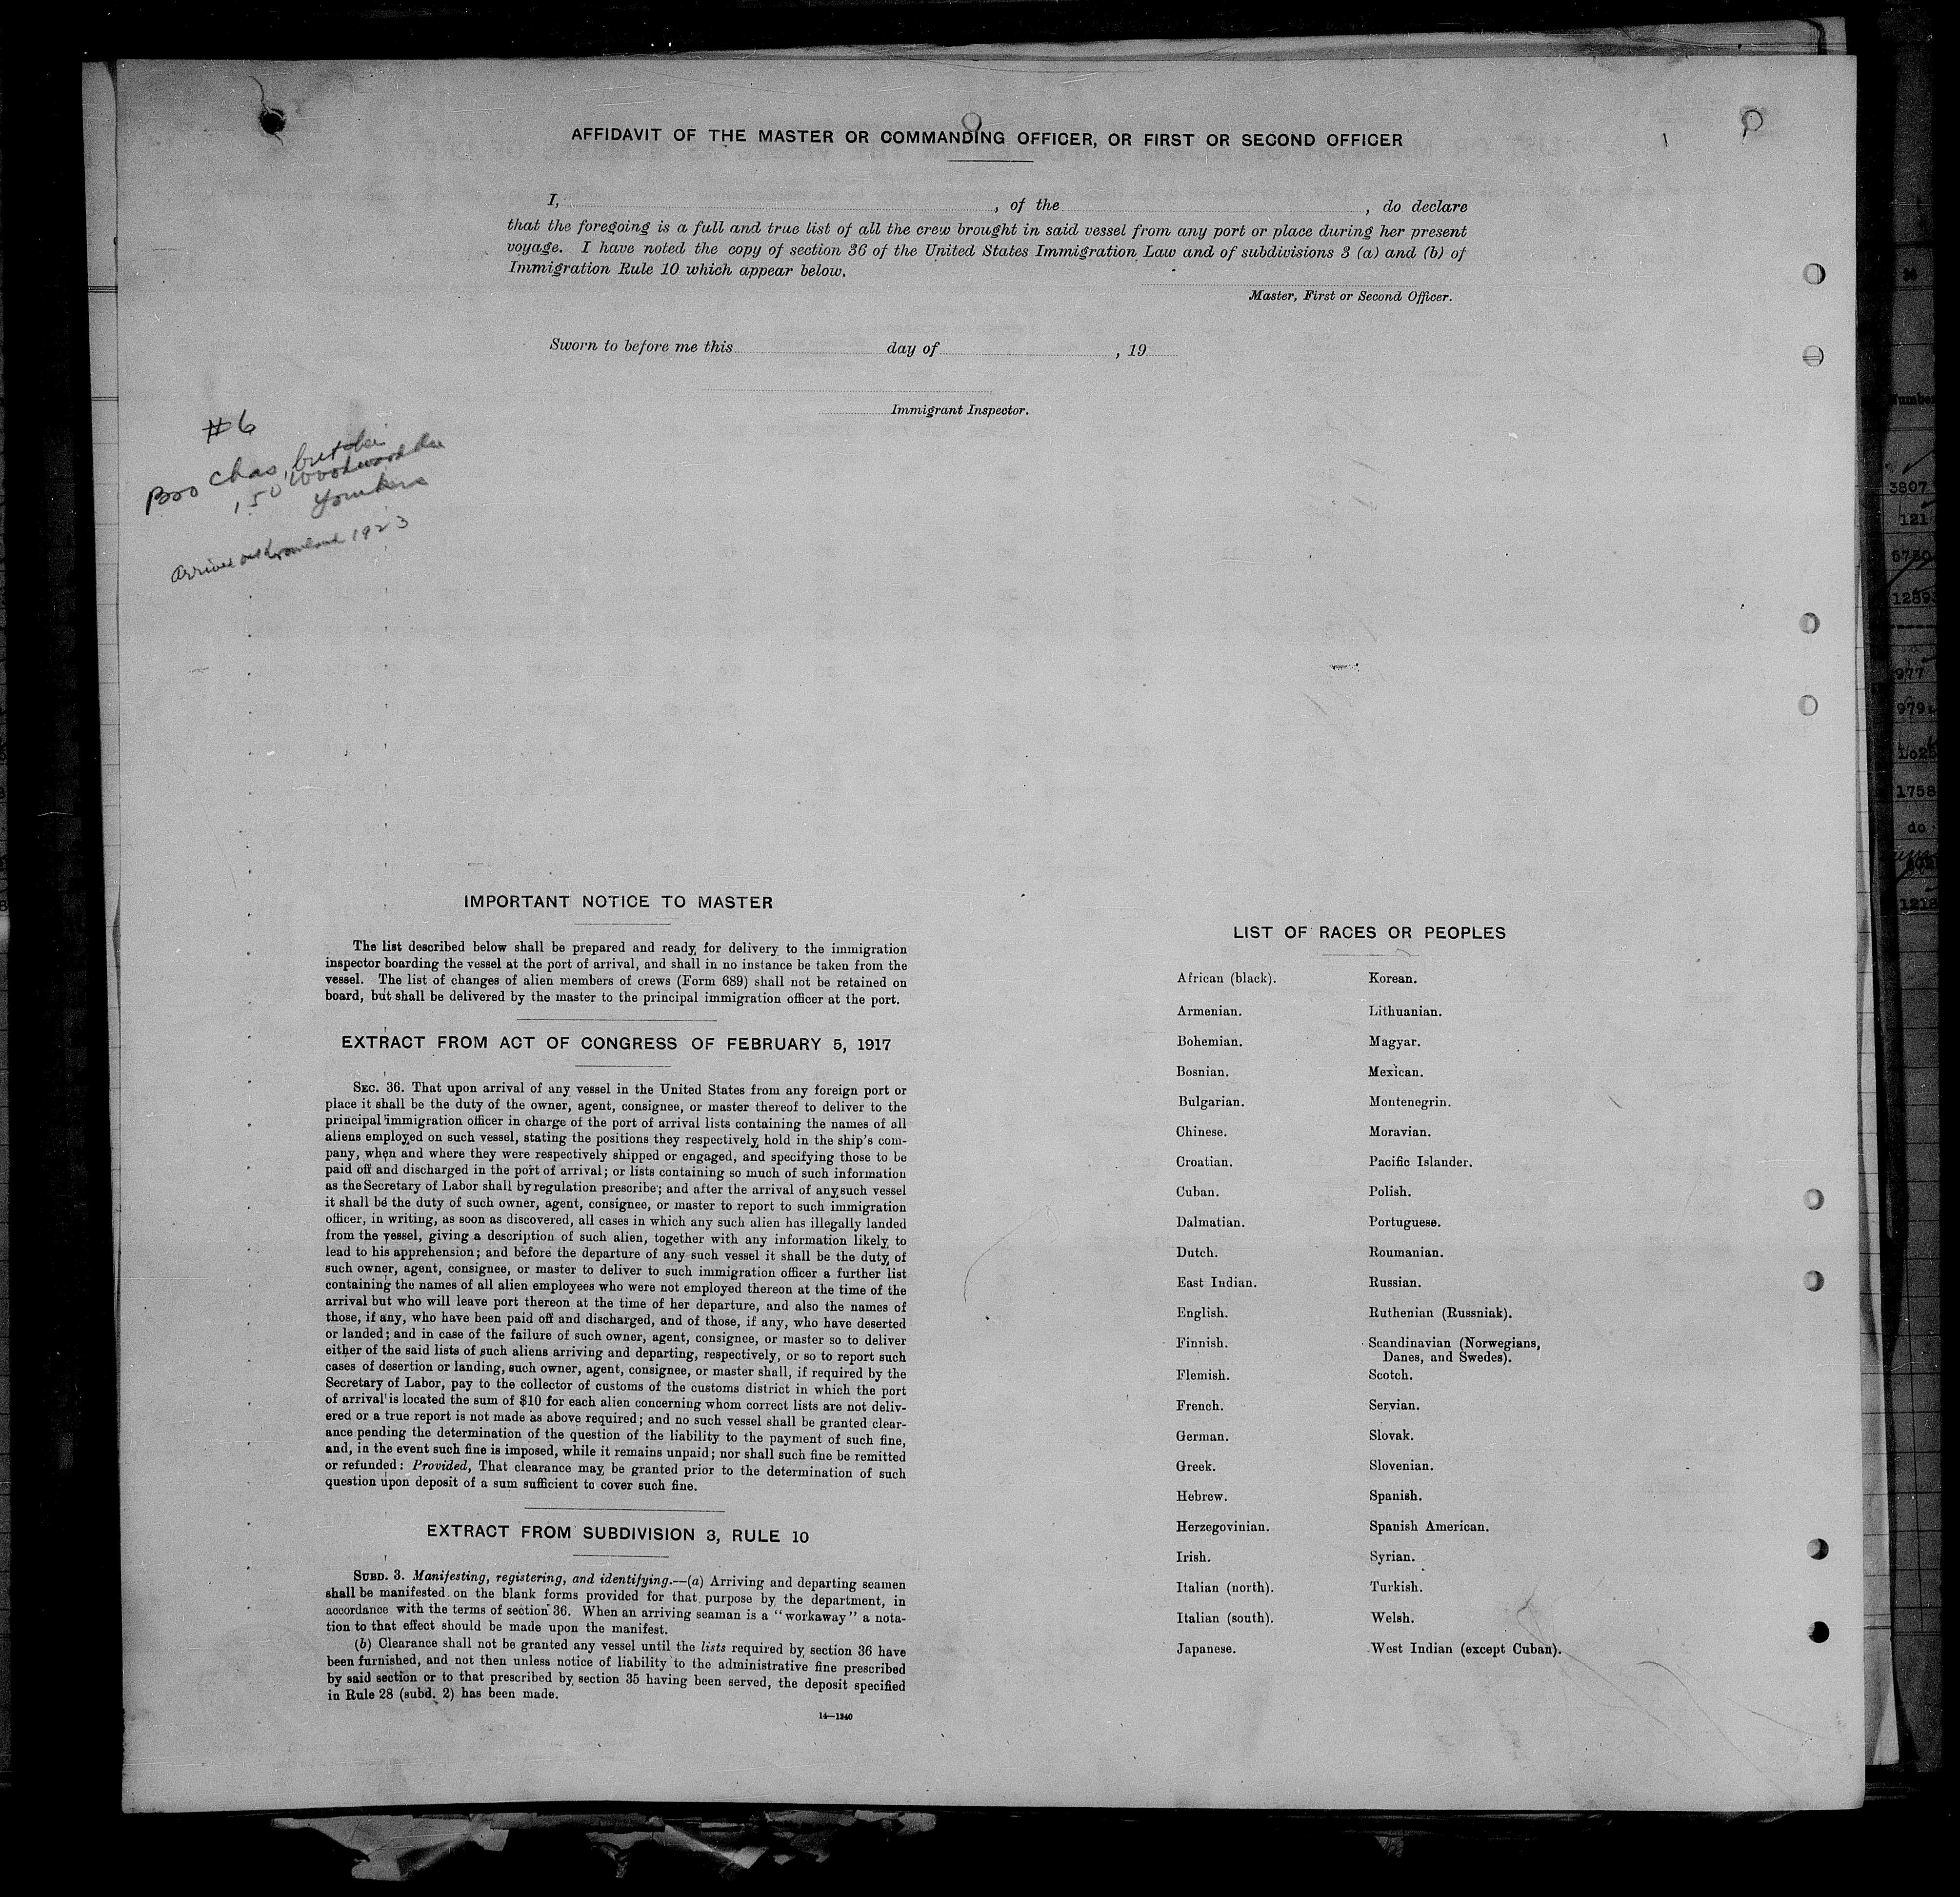 AFFIDAVIT OF THE MASTER OR COMMANDING OFFICER, OR FIRST OR SECOND OFFICER
I, , of the , do declare
that the foregoing is a full and true list of all the crew brought in said vessel from any port or place during her present
voyage. I have noted the copy of section 36 of the United States Immigration Law and of subdivisions 3 (a) and (b) of
Immigration Rule 10 which appear below.
Master, First or Second Officer.
Sworn to before me this day of , 19
Immigrant Inspector.
#6
Bro Chas,
150 Woodward Ave
Yonkers
1923
IMPORTANT NOTICE TO MASTER
The list described below shall be prepared and ready for delivery to the immigration
inspector boarding the vessel at the port of arrival, and shall in no instance be taken from the
vessel. The list of changes of alien members of crews (Form 689) shall not be retained on
board, but shall be delivered by the master to the principal immigration officer at the port.
EXTRACT FROM ACT OF CONGRESS OF FEBRUARY 5, 1917
SEC. 36. That upon arrival of any vessel in the United States from any foreign port or
place it shall be the duty of the owner, agent, consignee, or master thereof to deliver to the
principal immigration officer in charge of the port of arrival lists containing the names of all
aliens employed on such vessel, stating the positions they respectively hold in the ship's com-
pany, when and where they were respectively shipped or engaged, and specifying those to be
paid off and discharged in the port of arrival; or lists containing so much of such information
as the Secretary of Labor shall by regulation prescribe; and after the arrival of any such vessel
it shall be the duty of such owner, agent, consignee, or master to report to such immigration
officer, in writing, as soon as discovered, all cases in which any such alien has illegally landed
from the vessel, giving a description of such alien, together with any information likely to
lead to his apprehension; and before the departure of any such vessel it shall be the duty of
such owner, agent, consignee, or master to deliver to such immigration officer a further list
containing the names of all alien employees who were not employed thereon at the time of the
arrival but who will leave port thereon at the time of her departure, and also the names of
those, if any, who have been paid off and discharged, and of those, if any, who have deserted
or landed; and in case of the failure of such owner, agent, consignee, or master so to deliver
either of the said lists of such aliens arriving and departing, respectively, or so to report such
cases of desertion or landing, such owner, agent, consignee, or master shall, if required by the
Secretary of Labor, pay to the collector of customs of the customs district in which the port
of arrival is located the sum of $10 for each alien concerning whom correct lists are not deliv-
ered or a true report is not made as above required; and no such vessel shall be granted clear-
ance pending the determination of the question of the liability to the payment of such fine,
and, in the event such fine is imposed, while it remains unpaid; nor shall such fine be remitted
or refunded: Provided, That clearance may be granted prior to the determination of such
question upon deposit of a sum sufficient to cover such fine.
EXTRACT FROM SUBDIVISION 3, RULE 10
SUBD. 3. Manifesting, registering, and identifying.—(a) Arriving and departing seamen
shall be manifested on the blank forms provided for that purpose by the department, in
accordance with the terms of section 36. When an arriving seaman is a "workaway" a nota-
tion to that effect should be made upon the manifest.
(b) Clearance shall not be granted any vessel until the lists required by section 36 have
been furnished, and not then unless notice of liability to the administrative fine prescribed
by said section or to that prescribed by section 35 having been served, the deposit specified
in Rule 28 (subd. 2) has been made.
14—1240
LIST OF RACES OR PEOPLES
African (black).
Armenian.
Bohemian.
Bosnian.
Bulgarian.
Chinese.
Croatian.
Cuban.
Dalmatian.
Dutch.
East Indian.
English.
Finnish.
Flemish.
French.
German.
Greek.
Hebrew.
Herzegovinian.
Irish.
Italian (north).
Italian (south).
Japanese.
Korean.
Lithuanian.
Magyar.
Mexican.
Montenegrin.
Moravian.
Pacific Islander.
Polish.
Portuguese.
Roumanian.
Russian.
Ruthenian (Russniak).
Scandinavian (Norwegians,
Danes, and Swedes).
Scotch.
Servian.
Slovak.
Slovenian.
Spanish.
Spanish American.
Syrian.
Turkish.
Welsh.
West Indian (except Cuban).
3807
121
977
979
1758
do